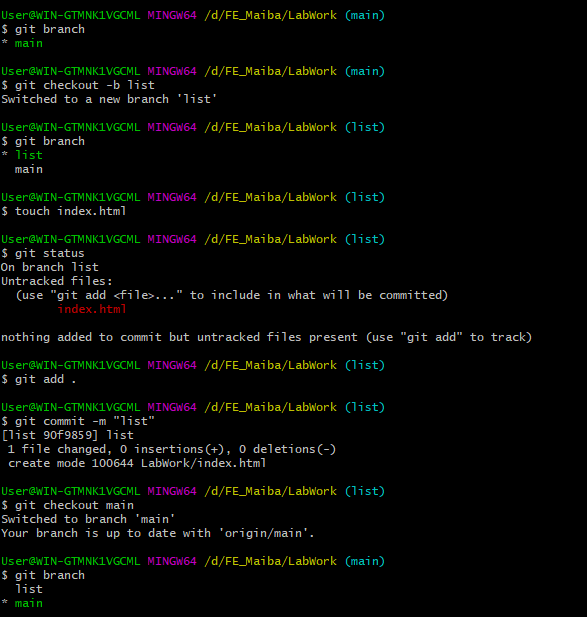 User@WIN-GTMNK1VGCML MINGW64 /d/FE_Maiba/LabWork (main)
$ git branch
* main
User@WIN-GTMNK1VGCML MINGW64 /d/FE_Maiba/LabWork (main)
$ git checkout -b list
Switched to a new branch 'list'
User@WIN-GTMNK1VGCML MINGW64 /d/FE_Maiba/LabWork (list)
$ git branch
* list
  main
User@WIN-GTMNK1VGCML MINGW64 /d/FE_Maiba/LabWork (list)
$ touch index.html
User@WIN-GTMNK1VGCML MINGW64 /d/FE_Maiba/LabWork (list)
$ git status
On branch list
Untracked files:
  (use "git add <file>..." to include in what will be committed)
        index.html
nothing added to commit but untracked files present (use "git add" to track)
User@WIN-GTMNK1VGCML MINGW64 /d/FE_Maiba/LabWork (list)
$ git add .
User@WIN-GTMNK1VGCML MINGW64 /d/FE_Maiba/LabWork (list)
$ git commit -m "list"
[list 90f9859] list
 1 file changed, 0 insertions(+), 0 deletions(-)
 create mode 100644 LabWork/index.html
User@WIN-GTMNK1VGCML MINGW64 /d/FE_Maiba/LabWork (list)
$ git checkout main
Switched to branch 'main'
Your branch is up to date with 'origin/main'.
User@WIN-GTMNK1VGCML MINGW64 /d/FE_Maiba/LabWork (main)
$ git branch
  list
* main